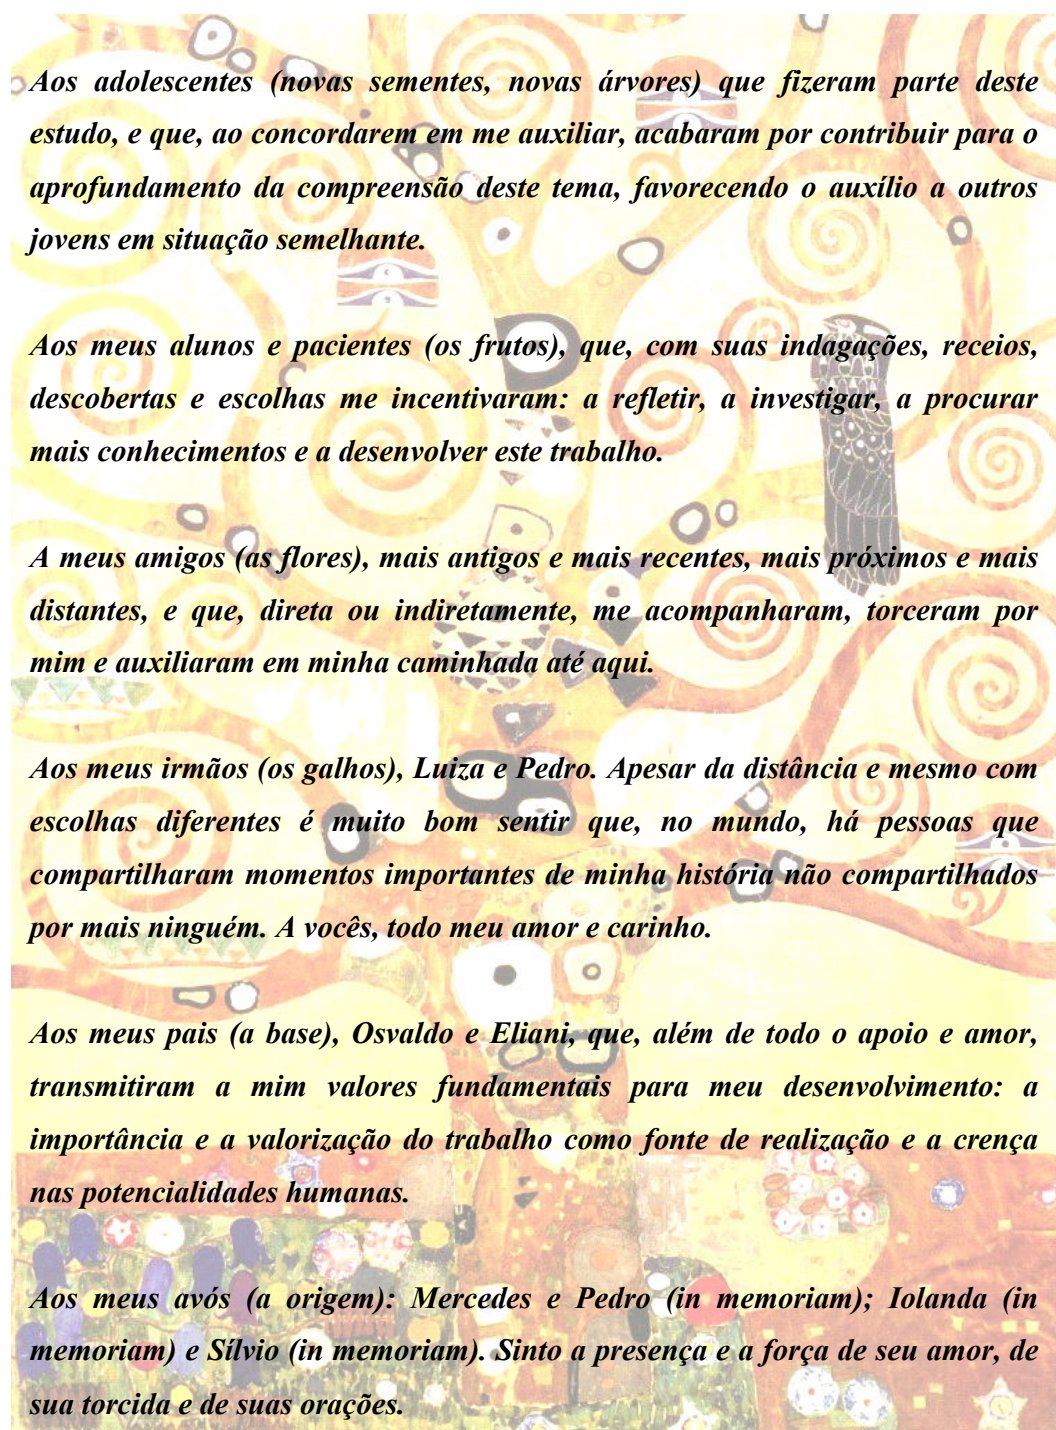 Aos adolescentes (novas sementes, novas árvores) que fizeram parte deste
estudo, e que, ao concordarem em me auxiliar, acabaram por contribuir para o
aprofundamento da compreensão deste tema, favorecendo o auxílio a outros
jovens em situação semelhante.
Aos meus alunos e pacientes (os frutos), que, com suas indagações, receios,
descobertas e escolhas me incentivaram: a refletir, a investigar, a procurar
mais conhecimentos e a desenvolver este trabalho.
A meus amigos (as flores), mais antigos e mais recentes, mais próximos e mais
distantes, e que, direta ou indiretamente, me acompanharam, torceram por
mim e auxiliaram em minha caminhada até aqui.
Aos meus irmãos (os galhos), Luiza e Pedro. Apesar da distância e mesmo com
escolhas diferentes é muito bom sentir que, no mundo, há pessoas que
compartilharam momentos importantes de minha história não compartilhados
por mais ninguém. A vocês, todo meu amor e carinho.
Aos meus pais (a base), Osvaldo e Eliani, que, além de todo o apoio e amor,
transmitiram a mim valores fundamentais para meu desenvolvimento: a
importância e a valorização do trabalho como fonte de realização e a crença
nas potencialidades humanas.
Aos meus avós (a origem): Mercedes e Pedro (in memoriam); Iolanda (in
memoriam) e Sílvio (in memoriam). Sinto a presença e a força de seu amor, de
sua torcida e de suas orações.